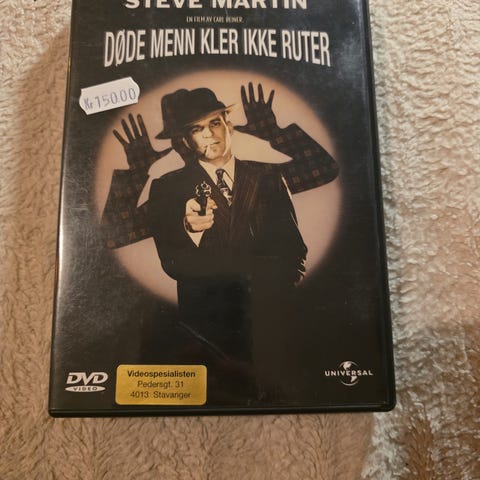 STEVE MARTIN
EN FILM AV CARL REINER
DØDE MENN KLER IKKE RUTER
Kr 150.00
DVD
VIDEO
Videospesialisten
Pedersgt. 31
4013 Stavanger
UNIVERSAL